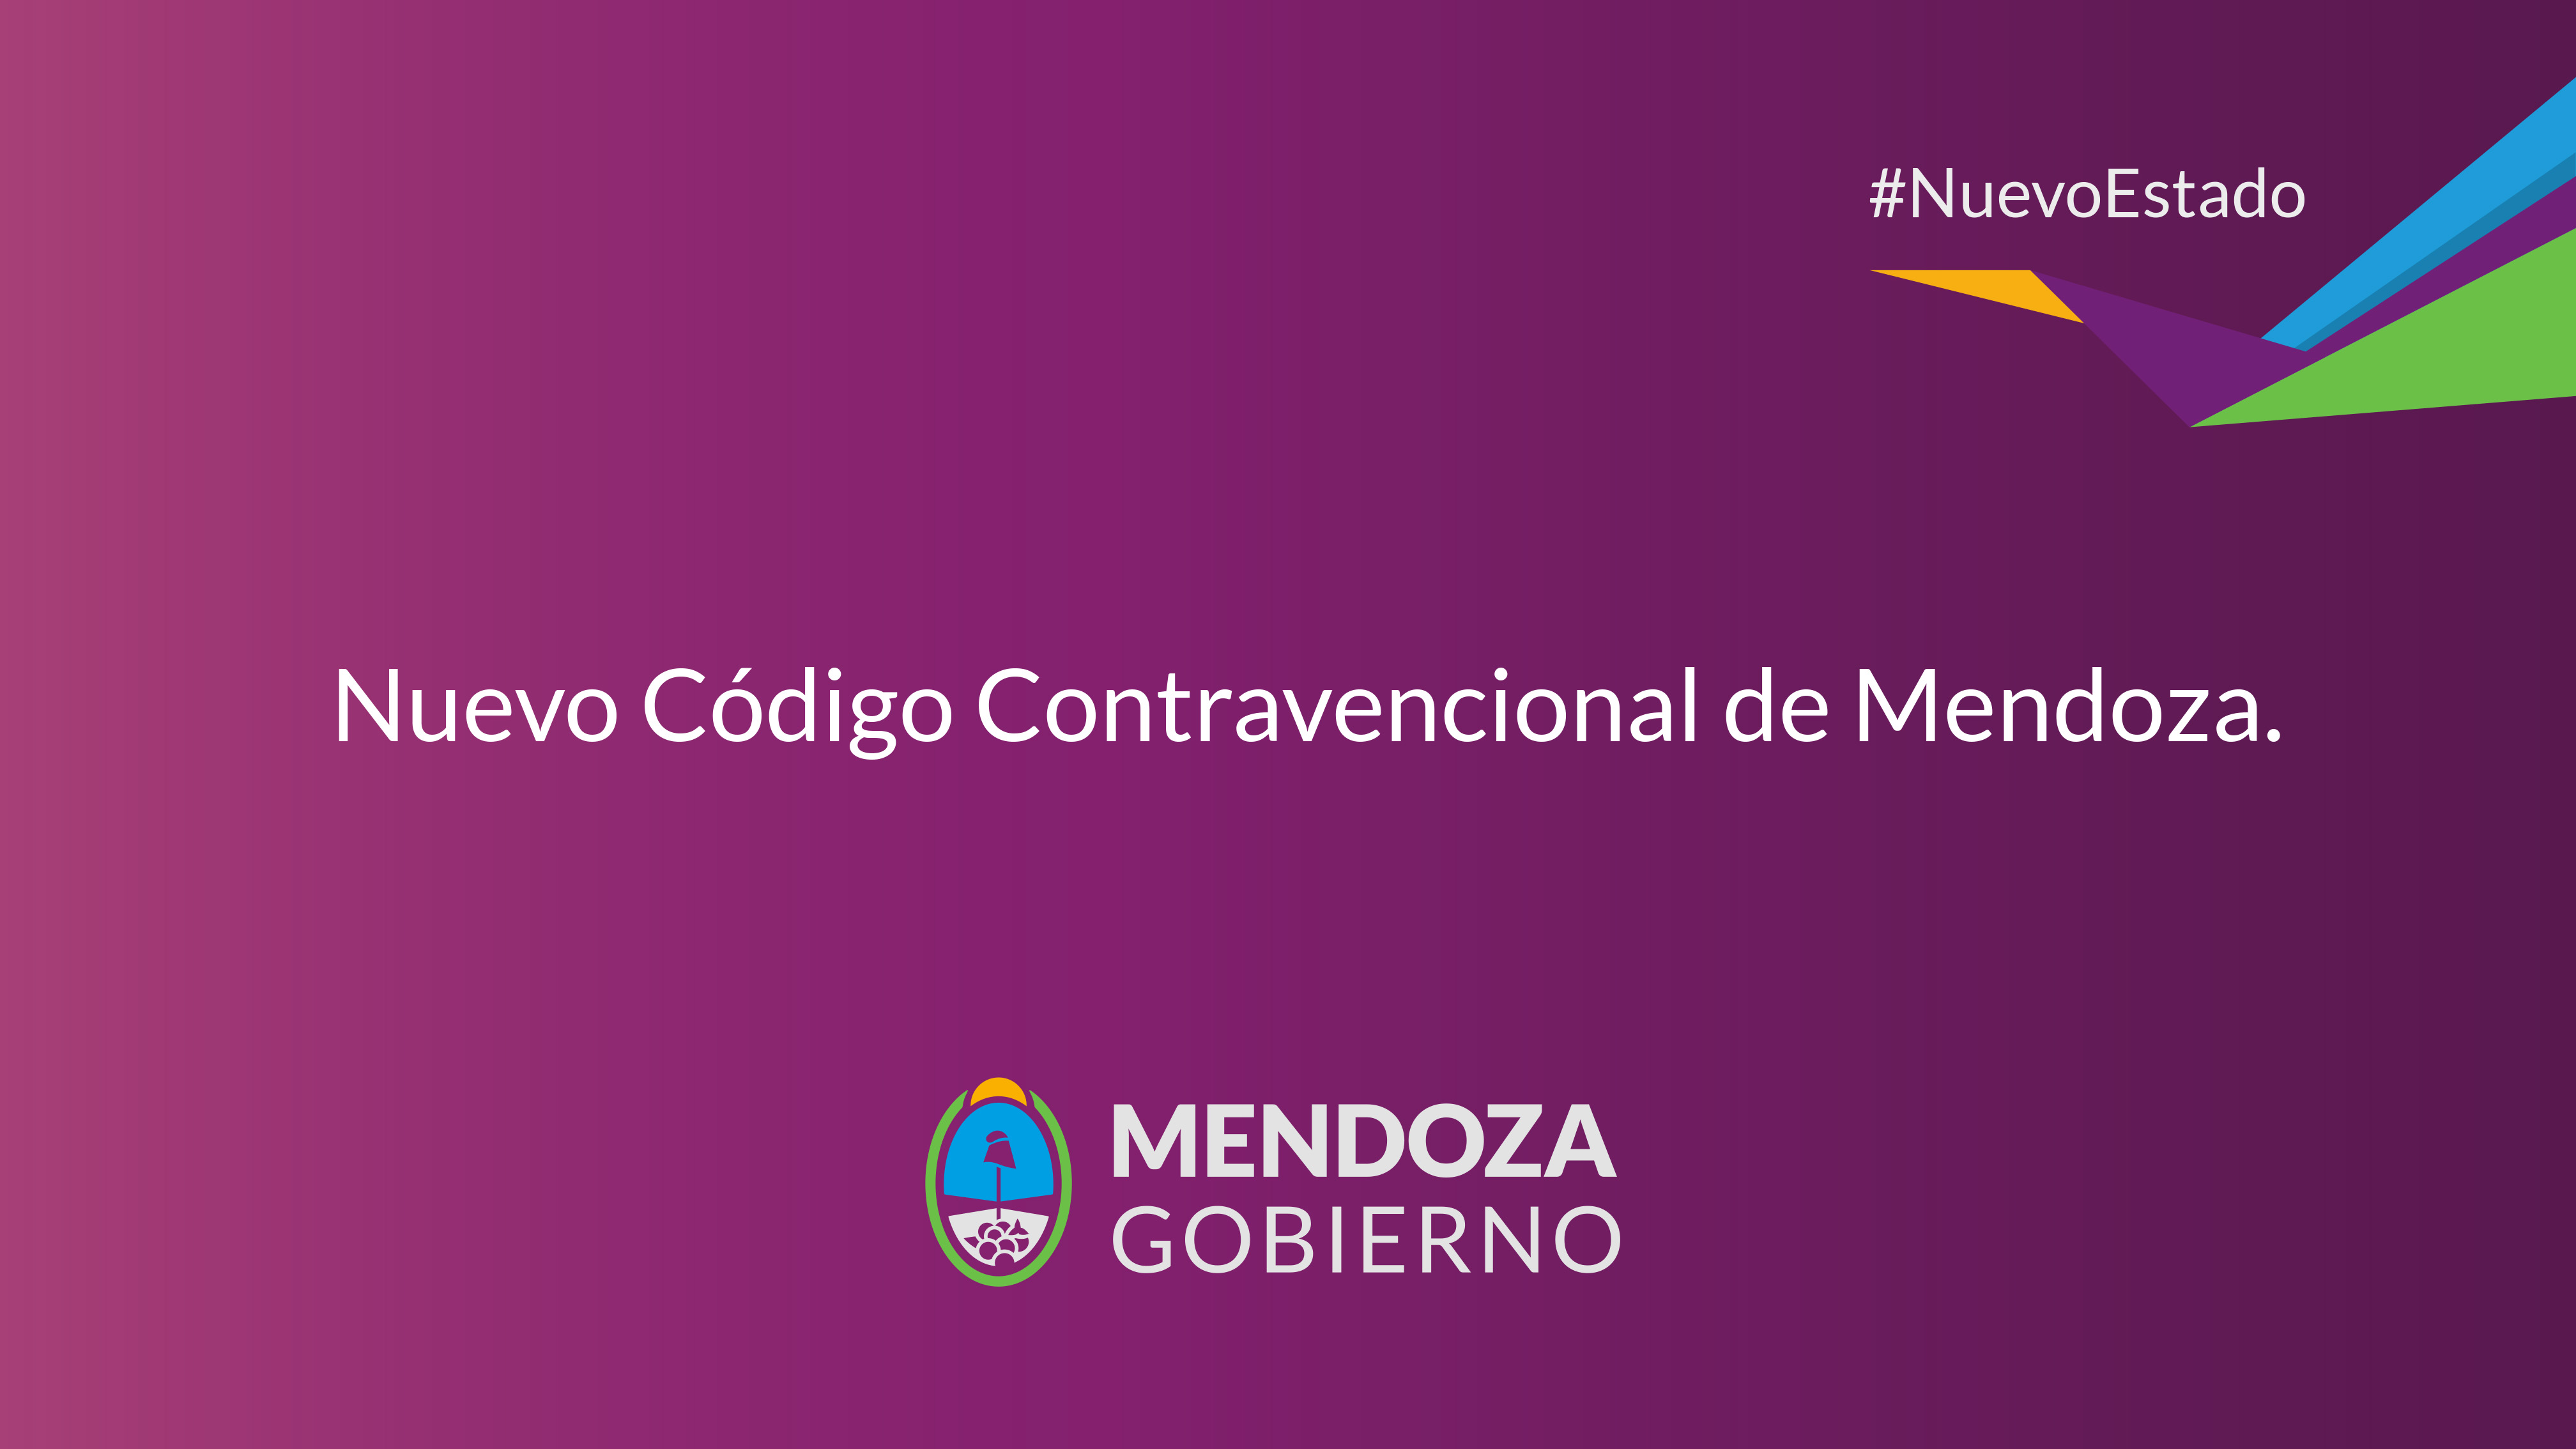 #NuevoEstado
Nuevo Código Contravencional de Mendoza.
MENDOZA
GOBIERNO